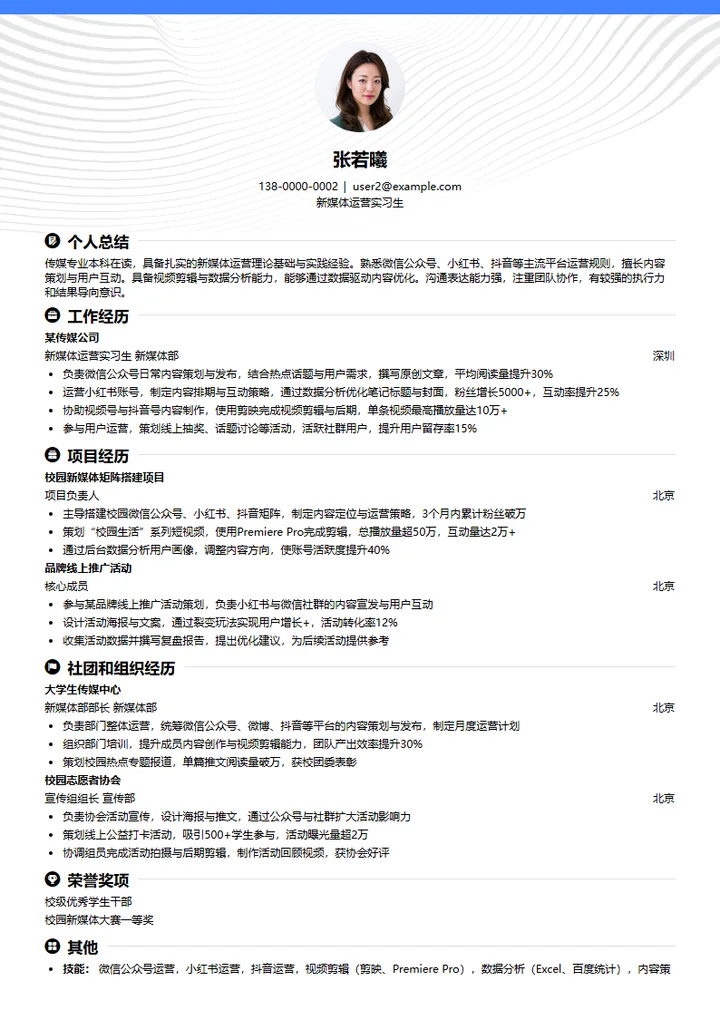 张若曦
138-0000-0002 | user2@example.com
新媒体运营实习生
个人总结
传媒专业本科在读，具备扎实的新媒体运营理论基础与实践经验。熟悉微信公众号、小红书、抖音等主流平台运营规则，擅长内容
策划与用户互动。具备视频剪辑与数据分析能力，能够通过数据驱动内容优化。沟通表达能力强，注重团队协作，有较强的执行力
和结果导向意识。
工作经历
某传媒公司
新媒体运营实习生 新媒体部 深圳
• 负责微信公众号日常内容策划与发布，结合热点话题与用户需求，撰写原创文章，平均阅读量提升30%
• 运营小红书账号，制定内容排期与互动策略，通过数据分析优化笔记标题与封面，粉丝增长5000+，互动率提升25%
• 协助视频号与抖音号内容制作，使用剪映完成视频剪辑与后期，单条视频最高播放量达10万+
• 参与用户运营，策划线上抽奖、话题讨论等活动，活跃社群用户，提升用户留存率15%
项目经历
校园新媒体矩阵搭建项目
项目负责人 北京
• 主导搭建校园微信公众号、小红书、抖音矩阵，制定内容定位与运营策略，3个月内累计粉丝破万
• 策划“校园生活”系列短视频，使用Premiere Pro完成剪辑，总播放量超50万，互动量达2万+
• 通过后台数据分析用户画像，调整内容方向，使账号活跃度提升40%
品牌线上推广活动
核心成员 北京
• 参与某品牌线上推广活动策划，负责小红书与微信社群的内容宣发与用户互动
• 设计活动海报与文案，通过裂变玩法实现用户增长+，活动转化率12%
• 收集活动数据并撰写复盘报告，提出优化建议，为后续活动提供参考
社团和组织经历
大学生传媒中心
新媒体部部长 新媒体部 北京
• 负责部门整体运营，统筹微信公众号、微博、抖音等平台的内容策划与发布，制定月度运营计划
• 组织部门培训，提升成员内容创作与视频剪辑能力，团队产出效率提升30%
• 策划校园热点专题报道，单篇推文阅读量破万，获校团委表彰
校园志愿者协会
宣传组组长 宣传部 北京
• 负责协会活动宣传，设计海报与推文，通过公众号与社群扩大活动影响力
• 策划线上公益打卡活动，吸引500+学生参与，活动曝光量超2万
• 协调组员完成活动拍摄与后期剪辑，制作活动回顾视频，获协会好评
荣誉奖项
校级优秀学生干部
校园新媒体大赛一等奖
其他
• 技能： 微信公众号运营，小红书运营，抖音运营，视频剪辑（剪映、Premiere Pro），数据分析（Excel、百度统计），内容策